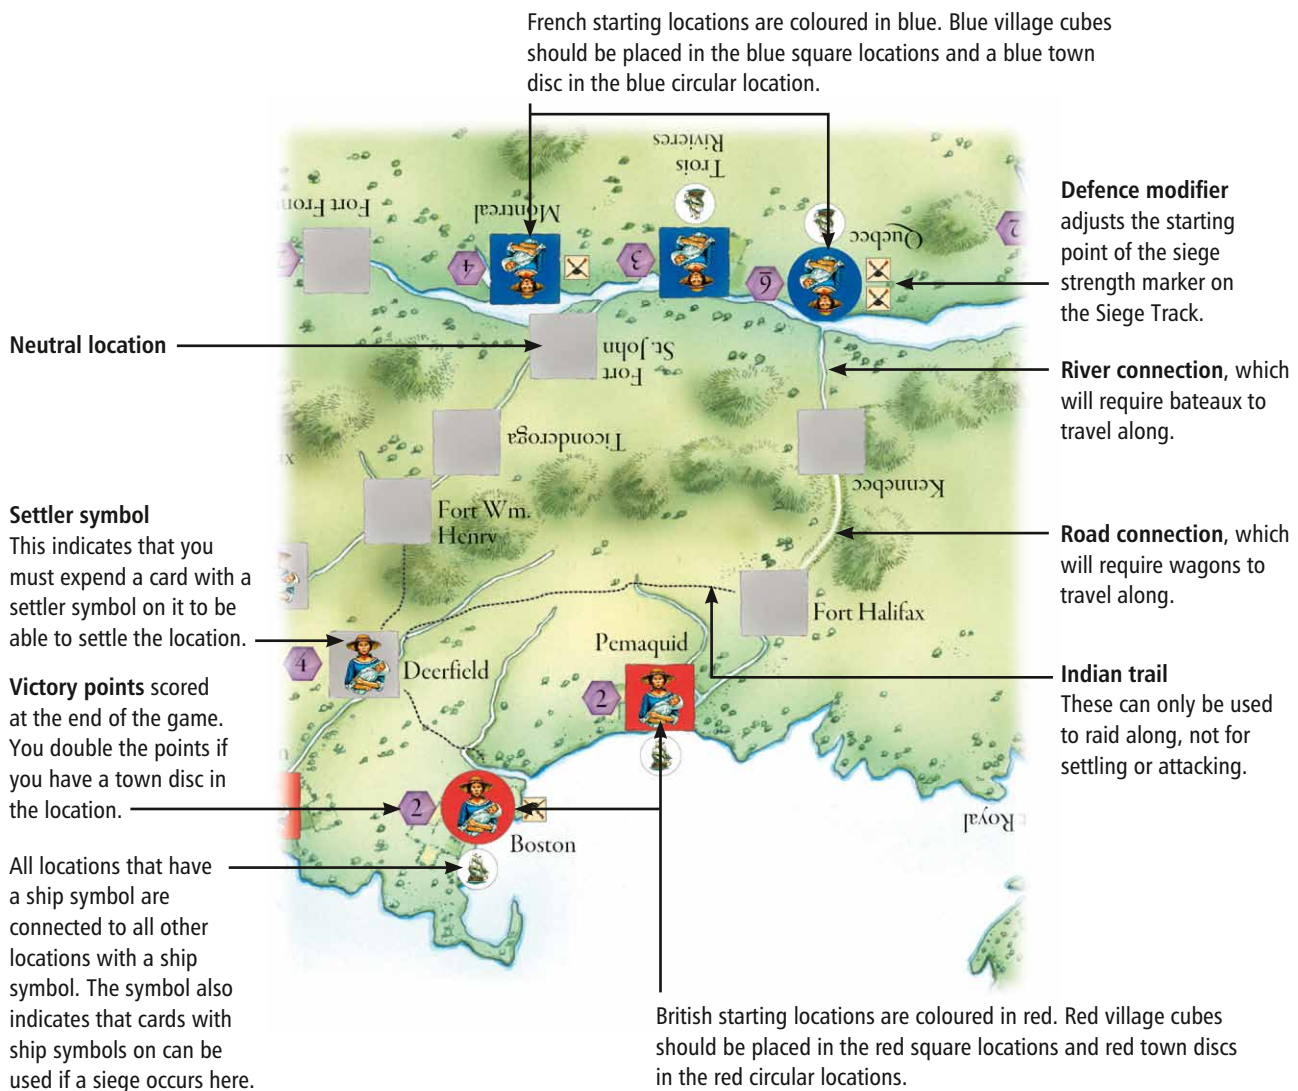 French starting locations are coloured in blue. Blue village cubes
should be placed in the blue square locations and a blue town
disc in the blue circular location.
Trois
Rivieres
Fort Fron
Montreal
Quebec
4
3
6
2
Defence modifier
adjusts the starting
point of the siege
strength marker on
the Siege Track.
Neutral location
Fort
St. John
River connection, which
will require bateaux to
travel along.
Ticonderoga
Kennebec
Settler symbol
This indicates that you
must expend a card with a
settler symbol on it to be
able to settle the location.
Fort Wm.
Henry
Road connection, which
will require wagons to
travel along.
Fort Halifax
Pemaquid
4
Deerfield
2
Indian trail
These can only be used
to raid along, not for
settling or attacking.
Victory points scored
at the end of the game.
You double the points if
you have a town disc in
the location.
2
Boston
t Royal
All locations that have
a ship symbol are
connected to all other
locations with a ship
symbol. The symbol also
indicates that cards with
ship symbols on can be
used if a siege occurs here.
British starting locations are coloured in red. Red village cubes
should be placed in the red square locations and red town discs
in the red circular locations.